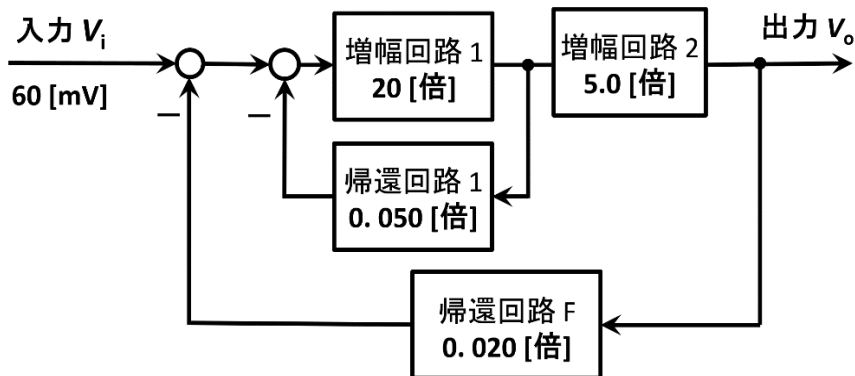 入力 Vi
60 [mV]
−
−
増幅回路 1
20 [倍]
増幅回路 2
5.0 [倍]
出力 Vo
帰還回路 1
0. 050 [倍]
帰還回路 F
0. 020 [倍]